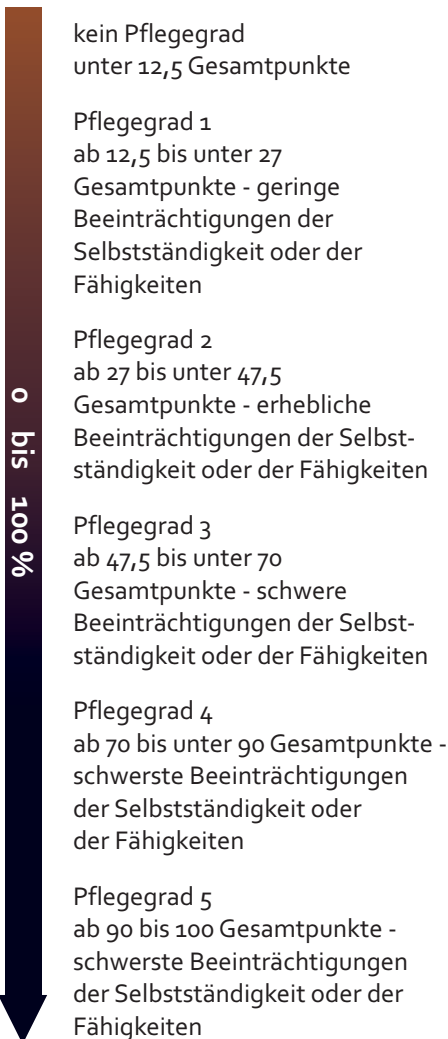 kein Pflegegrad
unter 12,5 Gesamtpunkte
Pflegegrad 1
ab 12,5 bis unter 27
Gesamtpunkte - geringe
Beeinträchtigungen der
Selbstständigkeit oder der
Fähigkeiten
Pflegegrad 2
ab 27 bis unter 47,5
Gesamtpunkte - erhebliche
Beeinträchtigungen der Selbst-
ständigkeit oder der Fähigkeiten
Pflegegrad 3
ab 47,5 bis unter 70
Gesamtpunkte - schwere
Beeinträchtigungen der Selbst-
ständigkeit oder der Fähigkeiten
Pflegegrad 4
ab 70 bis unter 90 Gesamtpunkte -
schwerste Beeinträchtigungen
der Selbstständigkeit oder
der Fähigkeiten
Pflegegrad 5
ab 90 bis 100 Gesamtpunkte -
schwerste Beeinträchtigungen
der Selbstständigkeit oder der
Fähigkeiten
0 bis 100 %